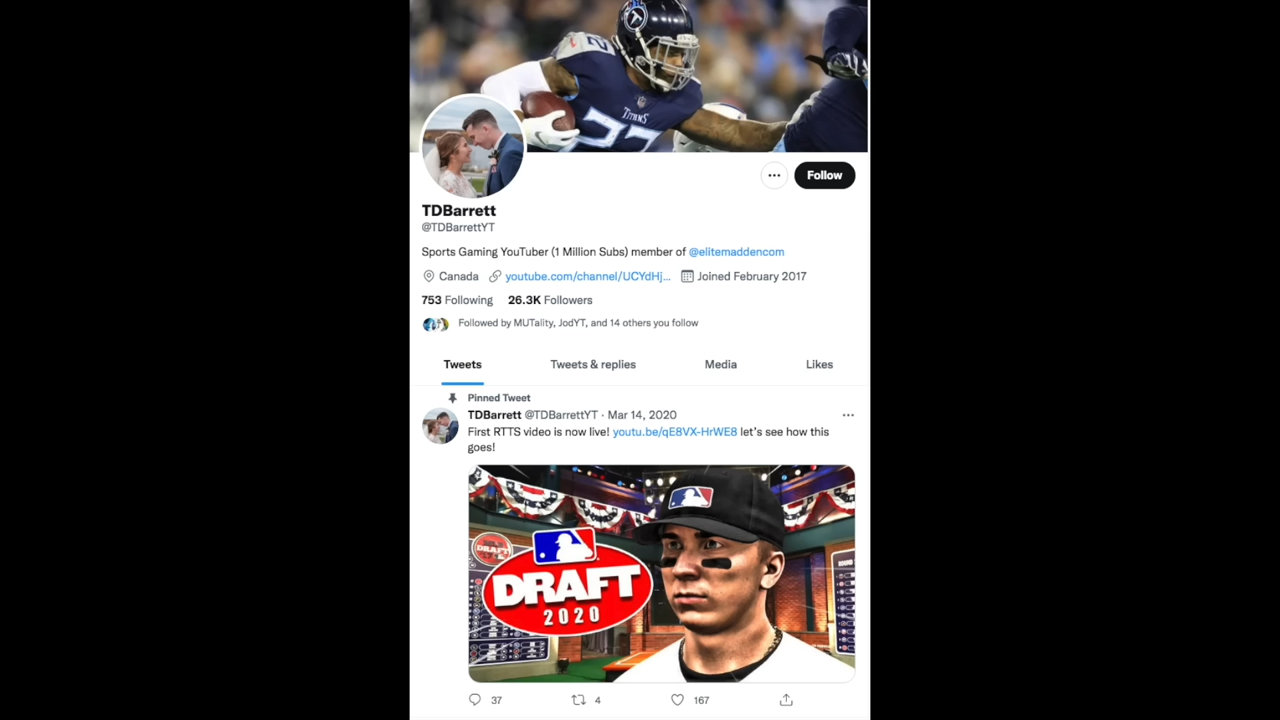 TITANS
22
Follow
TDBarrett
@TDBarrettYT
Sports Gaming YouTuber (1 Million Subs) member of @elitemaddencom
Canada youtube.com/channel/UCYdHj... Joined February 2017
753 Following 26.3K Followers
Followed by MUTality, JodYT, and 14 others you follow
Tweets Tweets & replies Media Likes
Pinned Tweet
TDBarrett @TDBarrettYT · Mar 14, 2020
First RTTS video is now live! youtu.be/qE8VX-HrWE8 let's see how this
goes!
DRAFT
DRAFT
2020
37 4 167